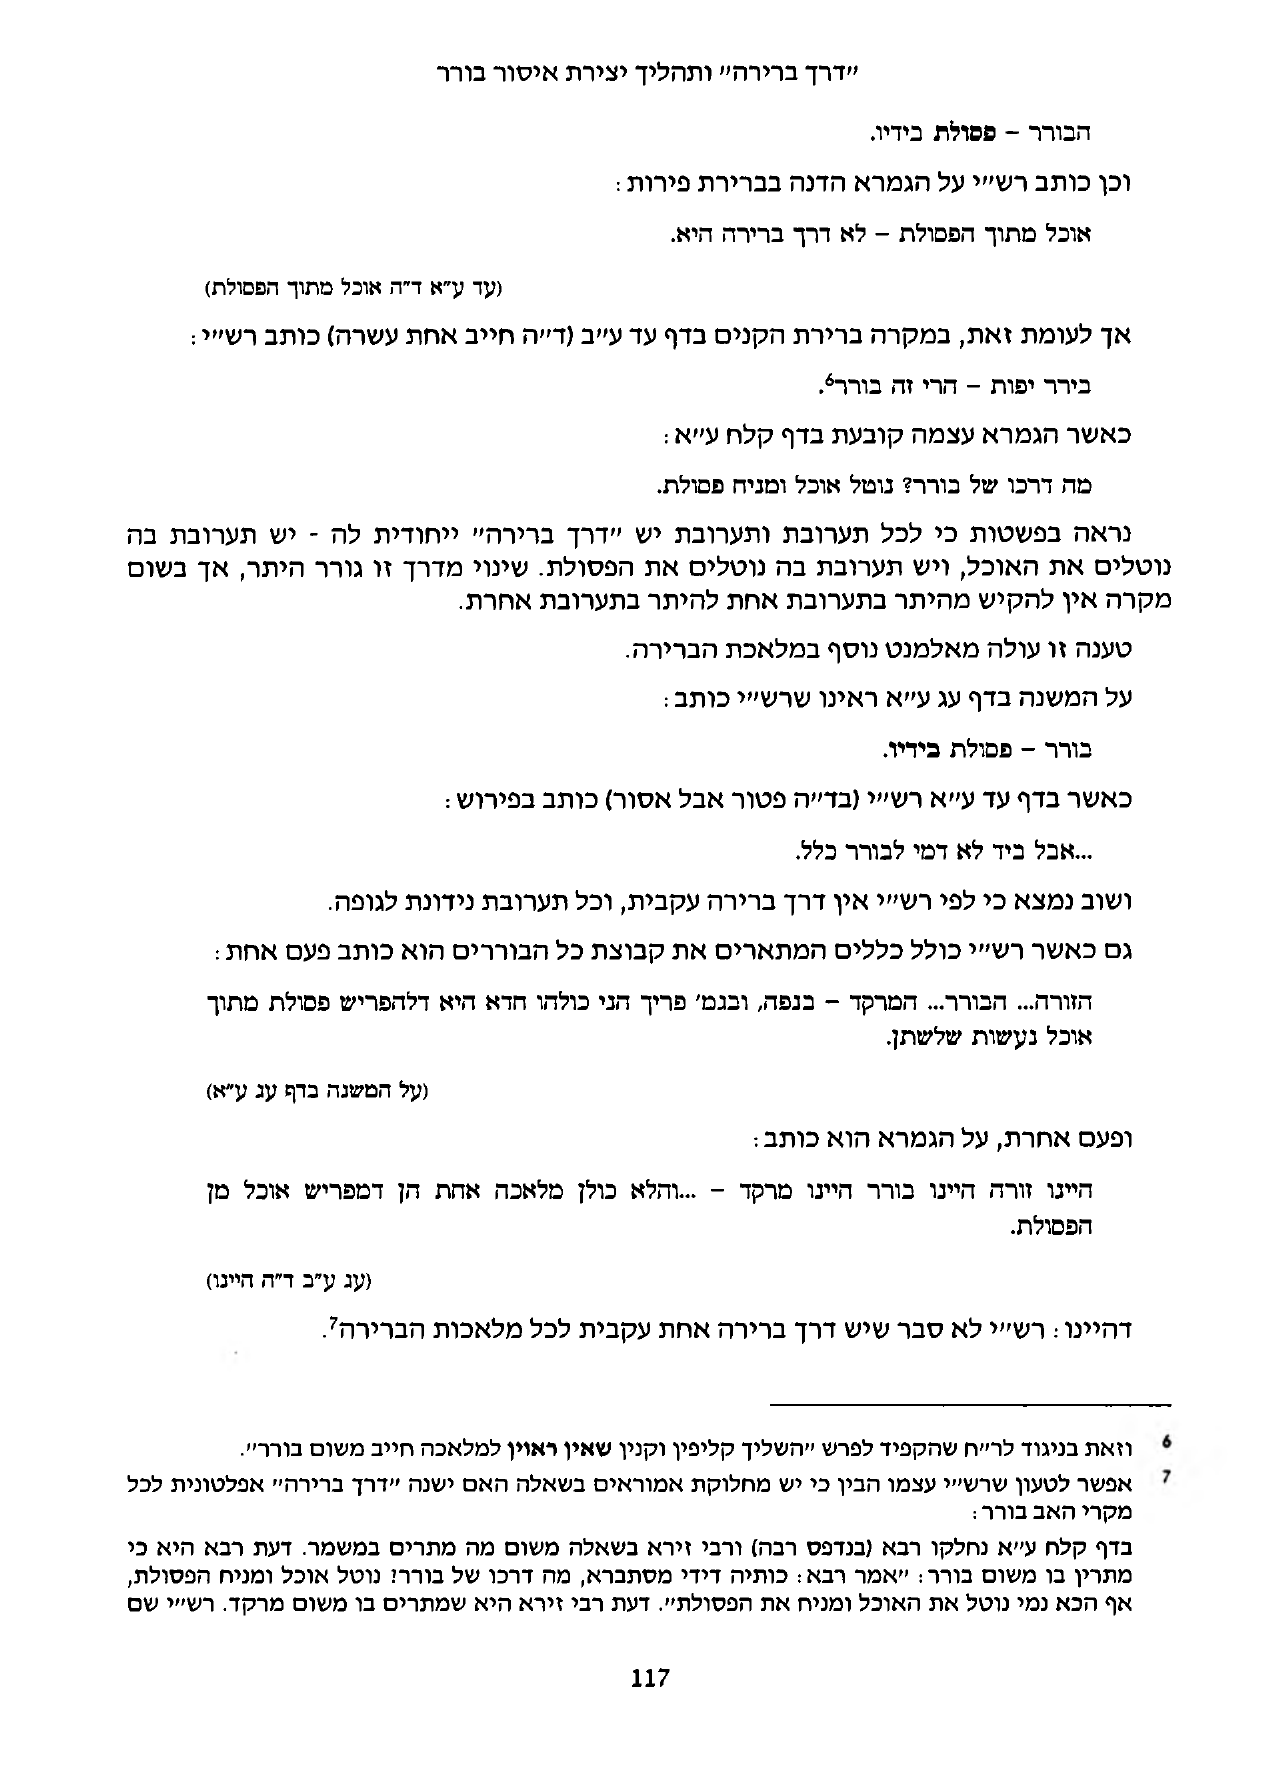 "דרך ברירה" ותהליך יצירת איסור בורר
הבורר – פסולת בידיו.
וכן כותב רש"י על הגמרא הדנה בברירת פירות:
אוכל מתוך הפסולת – לא דרך ברירה היא.
(עד ע"א ד"ה אוכל מתוך הפסולת)
אך לעומת זאת, במקרה ברירת הקנים בדף עד ע"ב (ד"ה חייב אחת עשרה) כותב רש"י:
בירר יפות – הרי זה בורר6.
כאשר הגמרא עצמה קובעת בדף קלח ע"א:
מה דרכו של בורר? נוטל אוכל ומניח פסולת.
נראה בפשטות כי לכל תערובת ותערובת יש "דרך ברירה" ייחודית לה - יש תערובת בה
נוטלים את האוכל, ויש תערובת בה נוטלים את הפסולת. שינוי מדרך זו גורר היתר, אך בשום
מקרה אין להקיש מהיתר בתערובת אחת להיתר בתערובת אחרת.
טענה זו עולה מאלמנט נוסף במלאכת הברירה.
על המשנה בדף עג ע"א ראינו שרש"י כותב:
בורר – פסולת בידיו.
כאשר בדף עד ע"א רש"י (בד"ה פטור אבל אסור) כותב בפירוש:
...אבל ביד לא דמי לבורר כלל.
ושוב נמצא כי לפי רש"י אין דרך ברירה עקבית, וכל תערובת נידונת לגופה.
גם כאשר רש"י כולל כללים המתארים את קבוצת כל הבוררים הוא כותב פעם אחת:
הזורה... הבורר... המרקד – בנפה, ובגמ' פריך הני כולהו חדא היא דלהפריש פסולת מתוך
אוכל נעשות שלשתן.
(על המשנה בדף עג ע"א)
ופעם אחרת, על הגמרא הוא כותב:
היינו זורה היינו בורר היינו מרקד – ...והלא כולן מלאכה אחת הן דמפריש אוכל מן
הפסולת.
(עג ע"ב ד"ה היינו)
דהיינו: רש"י לא סבר שיש דרך ברירה אחת עקבית לכל מלאכות הברירה7.
6 וזאת בניגוד לר"ח שהקפיד לפרש "השליך קליפין וקנין שאין ראוין למלאכה חייב משום בורר".
7 אפשר לטעון שרש"י עצמו הבין כי יש מחלוקת אמוראים בשאלה האם ישנה "דרך ברירה" אפלטונית לכל
מקרי האב בורר:
בדף קלח ע"א נחלקו רבא (בנדפס רבה) ורבי זירא בשאלה משום מה מתרים במשמר. דעת רבא היא כי
מתרין בו משום בורר: "אמר רבא: כותיה דידי מסתברא, מה דרכו של בורר? נוטל אוכל ומניח הפסולת,
אף הכא נמי נוטל את האוכל ומניח את הפסולת". דעת רבי זירא היא שמתרים בו משום מרקד. רש"י שם
117